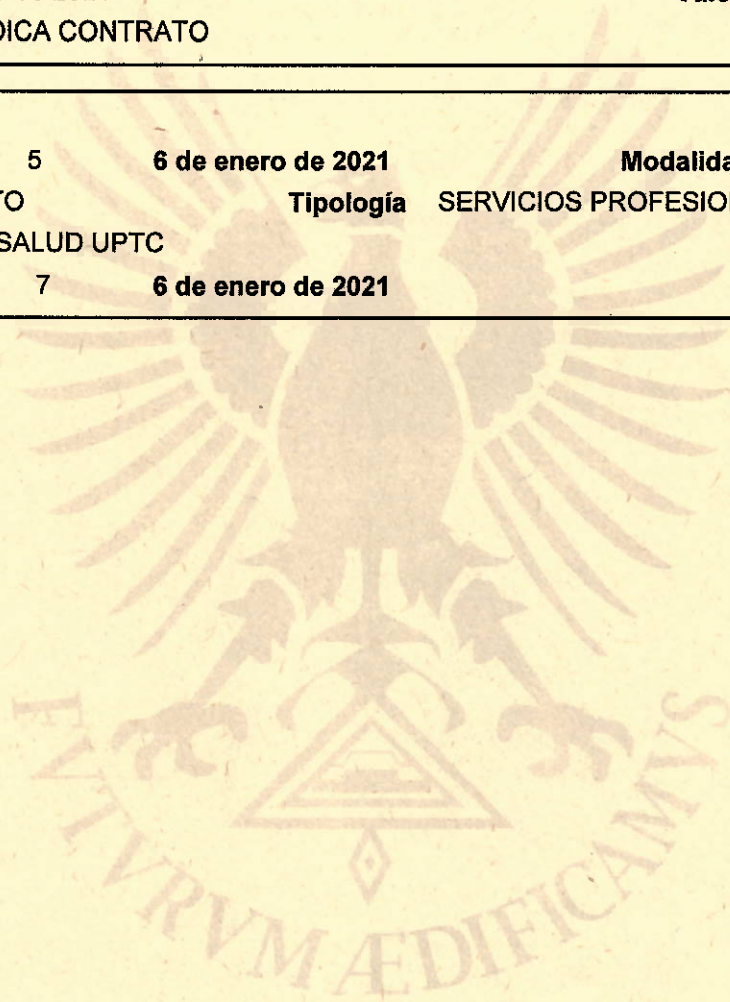 DICA CONTRATO
5 6 de enero de 2021 Modalida
TO Tipología SERVICIOS PROFESIO
SALUD UPTC
7 6 de enero de 2021
FVTVRVM ÆDIFICAMVS